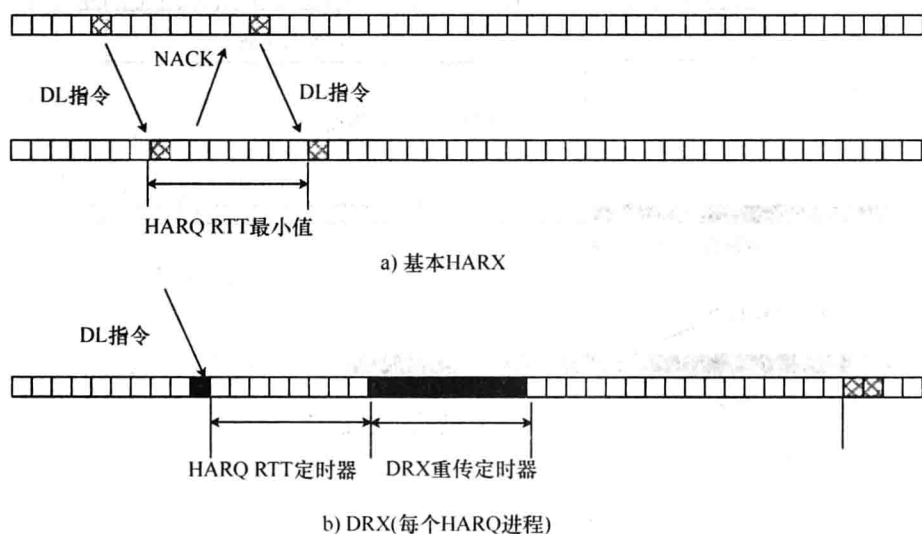 NACK
DL指令
DL指令
HARQ RTT最小值
a) 基本HARX
DL指令
HARQ RTT定时器
DRX重传定时器
b) DRX(每个HARQ进程)